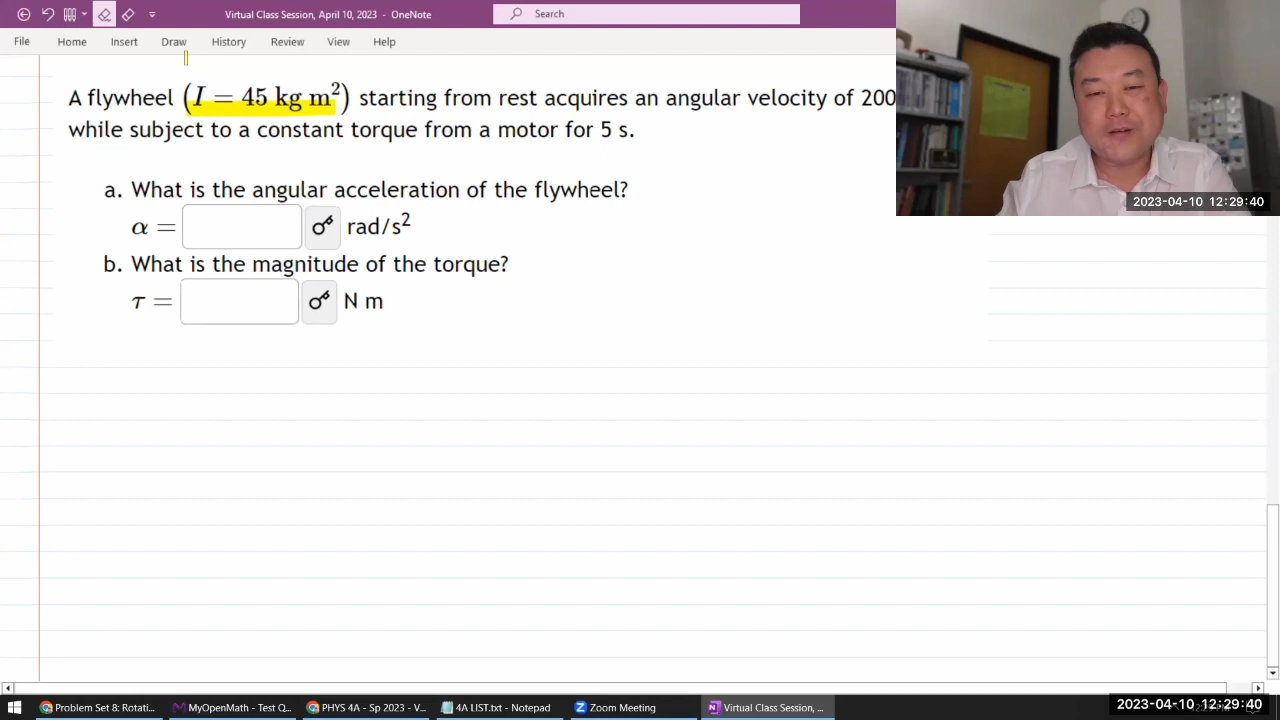 Virtual Class Session, April 10, 2023 - OneNote
Search
File Home Insert Draw History Review View Help
A flywheel (I = 45 kg m²) starting from rest acquires an angular velocity of 200
while subject to a constant torque from a motor for 5 s.
a. What is the angular acceleration of the flywheel?
α = rad/s²
b. What is the magnitude of the torque?
τ = N m
2023-04-10 12:29:40
Problem Set 8: Rotati... MyOpenMath - Test Q... PHYS 4A - Sp 2023 - V... 4A LIST.txt - Notepad Zoom Meeting Virtual Class Session, ...
2023-04-10 12:29:40